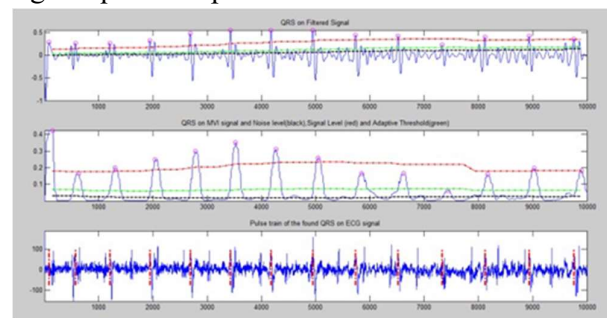 QRS on Filtered Signal
0.5
0
-0.5
-1
1000 2000 3000 4000 5000 6000 7000 8000 9000 10000
QRS on MVI signal and Noise level(black),Signal Level (red) and Adaptive Threshold(green)
0.4
0.3
0.2
0.1
1000 2000 3000 4000 5000 6000 7000 8000 9000 10000
Pulse train of the found QRS on ECG signal
100
0
-100
1000 2000 3000 4000 5000 6000 7000 8000 9000 10000